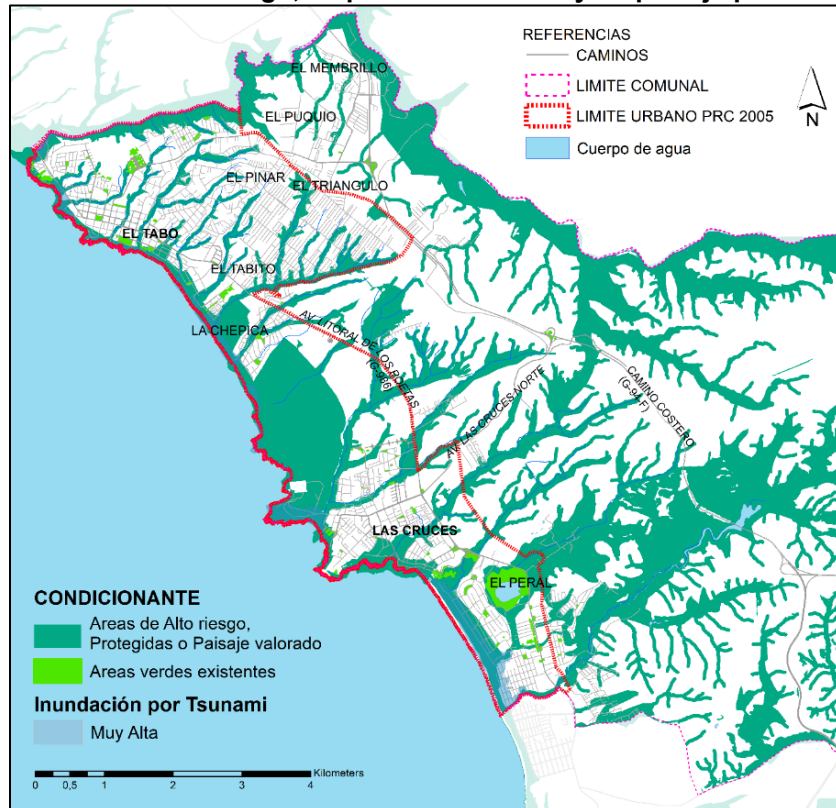 REFERENCIAS
CAMINOS
LIMITE COMUNAL
LIMITE URBANO PRC 2005
Cuerpo de agua
N
EL MEMBRILLO
EL PUQUIO
EL PINAR
EL TRIANGULO
EL TABO
EL TABITO
LA CHEPICA
AV. LITORAL DE LOS POETAS
(G-986)
AV. LAS CRUCES NORTE
CAMINO COSTERO
(G-94-F)
LAS CRUCES
EL PERAL
CONDICIONANTE
Areas de Alto riesgo,
Protegidas o Paisaje valorado
Areas verdes existentes
Inundación por Tsunami
Muy Alta
0 0,5 1 2 3 4
Kilometers